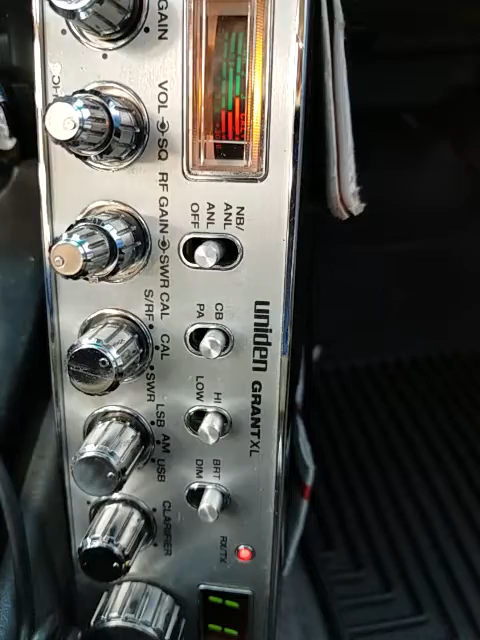 GAIN
VOL SQ
RF GAIN SWR CAL
S/RF CAL SWR
LSB AM USB
CLARIFIER
NB/
ANL
ANL
OFF
CB
PA
HI
LOW
BRT
DIM
RX/TX
uniden GRANT XL